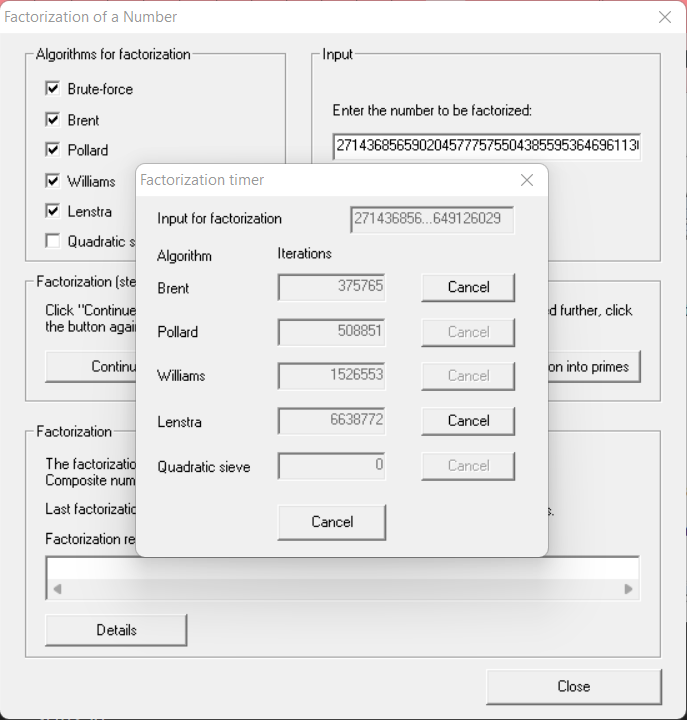 Factorization of a Number
Algorithms for factorization
Brute-force
Brent
Pollard
Williams
Lenstra
Quadratic s
Input
Enter the number to be factorized:
Factorization timer
Input for factorization 271436856...649126029
Algorithm Iterations
Brent 375765 Cancel
Pollard 508851 Cancel
Williams 1526553 Cancel
Lenstra 6638772 Cancel
Quadratic sieve 0 Cancel
Cancel
Factorization (ste
Click "Continue d further, click
the button agai
Continu on into primes
Factorization
The factorizatio
Composite num
Last factorizatio s.
Factorization re
Details
Close